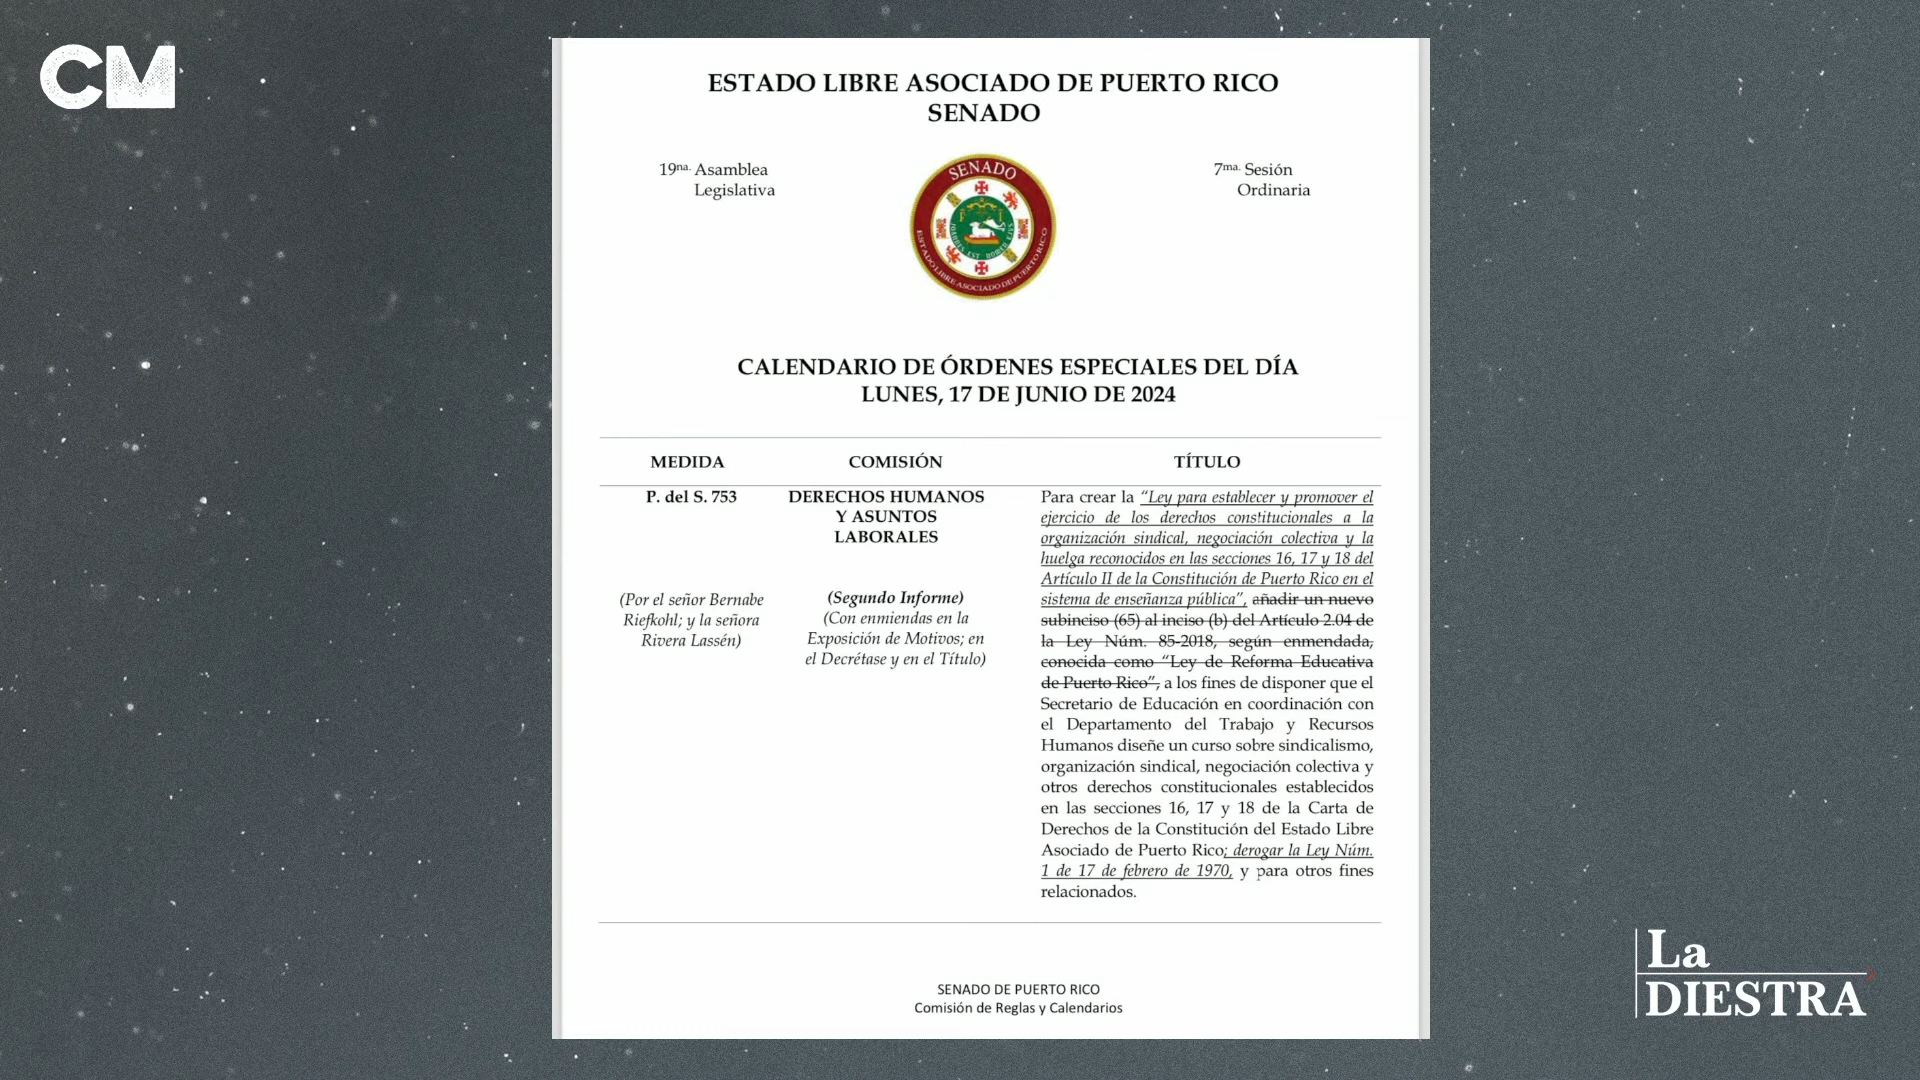 CM
ESTADO LIBRE ASOCIADO DE PUERTO RICO
SENADO
19na. Asamblea
Legislativa
SENADO
ESTADO LIBRE ASOCIADO DE PUERTO RICO
7ma. Sesión
Ordinaria
CALENDARIO DE ÓRDENES ESPECIALES DEL DÍA
LUNES, 17 DE JUNIO DE 2024
MEDIDA COMISIÓN TÍTULO
P. del S. 753
(Por el señor Bernabe
Riefkohl; y la señora
Rivera Lassén)
DERECHOS HUMANOS
Y ASUNTOS
LABORALES
(Segundo Informe)
(Con enmiendas en la
Exposición de Motivos; en
el Decrétase y en el Título)
Para crear la “Ley para establecer y promover el
ejercicio de los derechos constitucionales a la
organización sindical, negociación colectiva y la
huelga reconocidos en las secciones 16, 17 y 18 del
Artículo II de la Constitución de Puerto Rico en el
sistema de enseñanza pública”, añadir un nuevo
subinciso (65) al inciso (b) del Artículo 2.04 de
la Ley Núm. 85-2018, según enmendada,
conocida como “Ley de Reforma Educativa
de Puerto Rico”, a los fines de disponer que el
Secretario de Educación en coordinación con
el Departamento del Trabajo y Recursos
Humanos diseñe un curso sobre sindicalismo,
organización sindical, negociación colectiva y
otros derechos constitucionales establecidos
en las secciones 16, 17 y 18 de la Carta de
Derechos de la Constitución del Estado Libre
Asociado de Puerto Rico; derogar la Ley Núm.
1 de 17 de febrero de 1970, y para otros fines
relacionados.
SENADO DE PUERTO RICO
Comisión de Reglas y Calendarios
La
DIESTRA